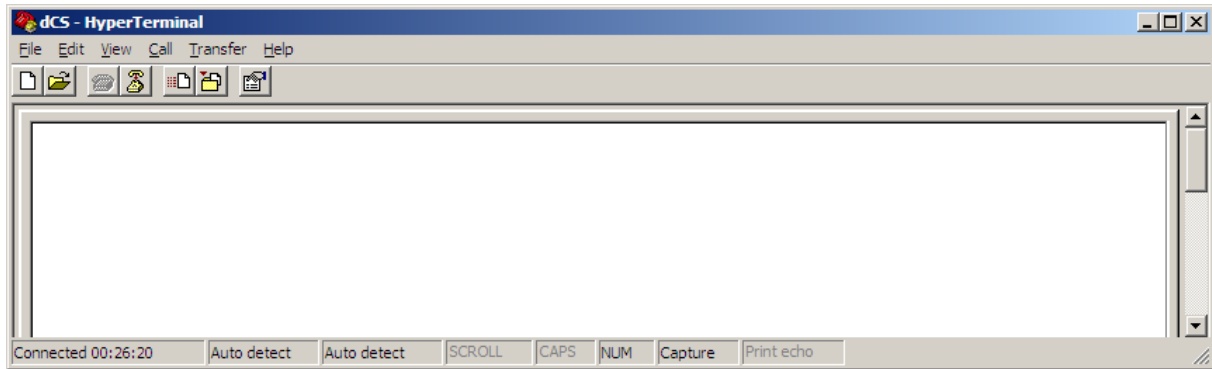 dCS - HyperTerminal
File Edit View Call Transfer Help
Connected 00:26:20 Auto detect Auto detect SCROLL CAPS NUM Capture Print echo